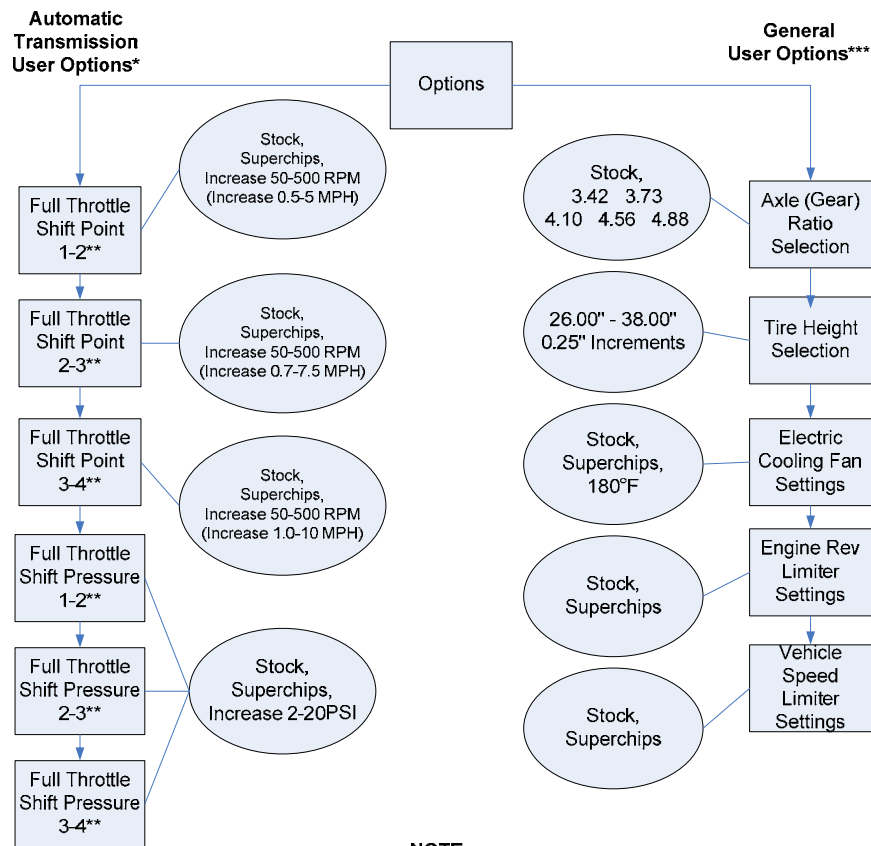 Automatic
Transmission
User Options*
Options
General
User Options***
Full Throttle
Shift Point
1-2**
Stock,
Superchips,
Increase 50-500 RPM
(Increase 0.5-5 MPH)
Full Throttle
Shift Point
2-3**
Stock,
Superchips,
Increase 50-500 RPM
(Increase 0.7-7.5 MPH)
Full Throttle
Shift Point
3-4**
Stock,
Superchips,
Increase 50-500 RPM
(Increase 1.0-10 MPH)
Full Throttle
Shift Pressure
1-2**
Full Throttle
Shift Pressure
2-3**
Full Throttle
Shift Pressure
3-4**
Stock,
Superchips,
Increase 2-20PSI
Stock,
3.42 3.73
4.10 4.56 4.88
Axle (Gear)
Ratio
Selection
26.00" - 38.00"
0.25" Increments
Tire Height
Selection
Stock,
Superchips,
180°F
Electric
Cooling Fan
Settings
Stock,
Superchips
Engine Rev
Limiter
Settings
Stock,
Superchips
Vehicle
Speed
Limiter
Settings
NOTE